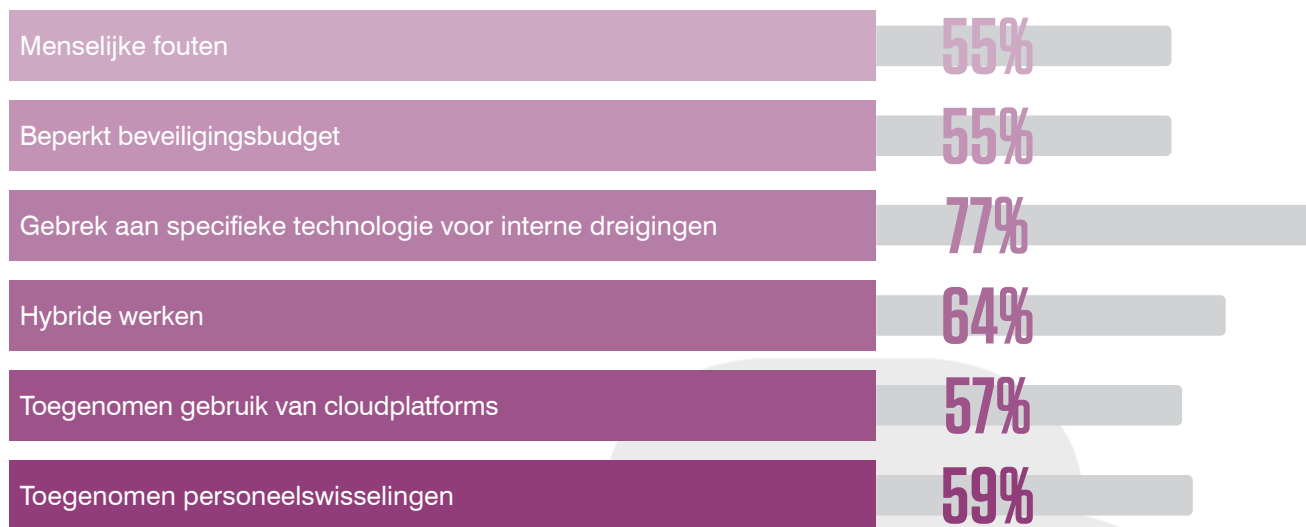 Menselijke fouten 55%
Beperkt beveiligingsbudget 55%
Gebrek aan specifieke technologie voor interne dreigingen 77%
Hybride werken 64%
Toegenomen gebruik van cloudplatforms 57%
Toegenomen personeelswisselingen 59%